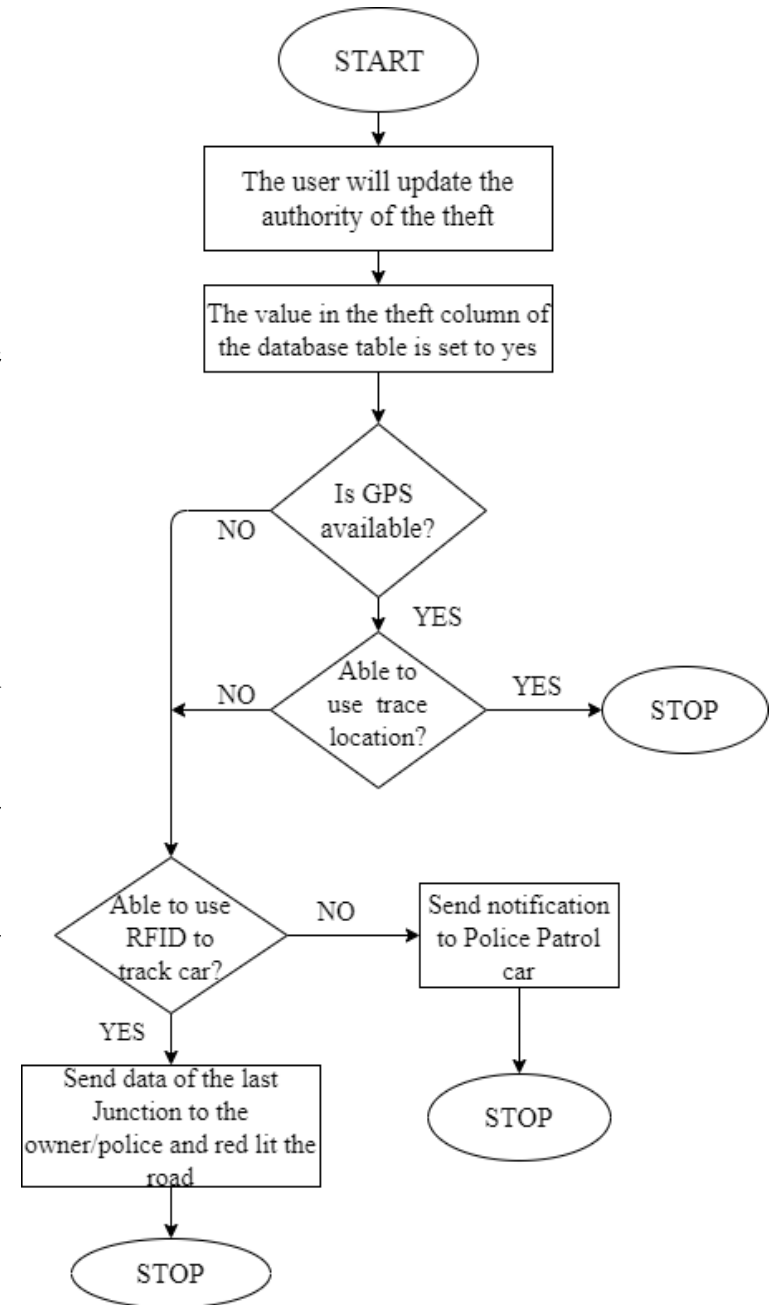 START
The user will update the
authority of the theft
The value in the theft column of
the database table is set to yes
Is GPS
available?
NO
YES
Able to
use trace
location?
NO
YES
STOP
Able to use
RFID to
track car?
NO
Send notification
to Police Patrol
car
YES
Send data of the last
Junction to the
owner/police and red lit the
road
STOP
STOP